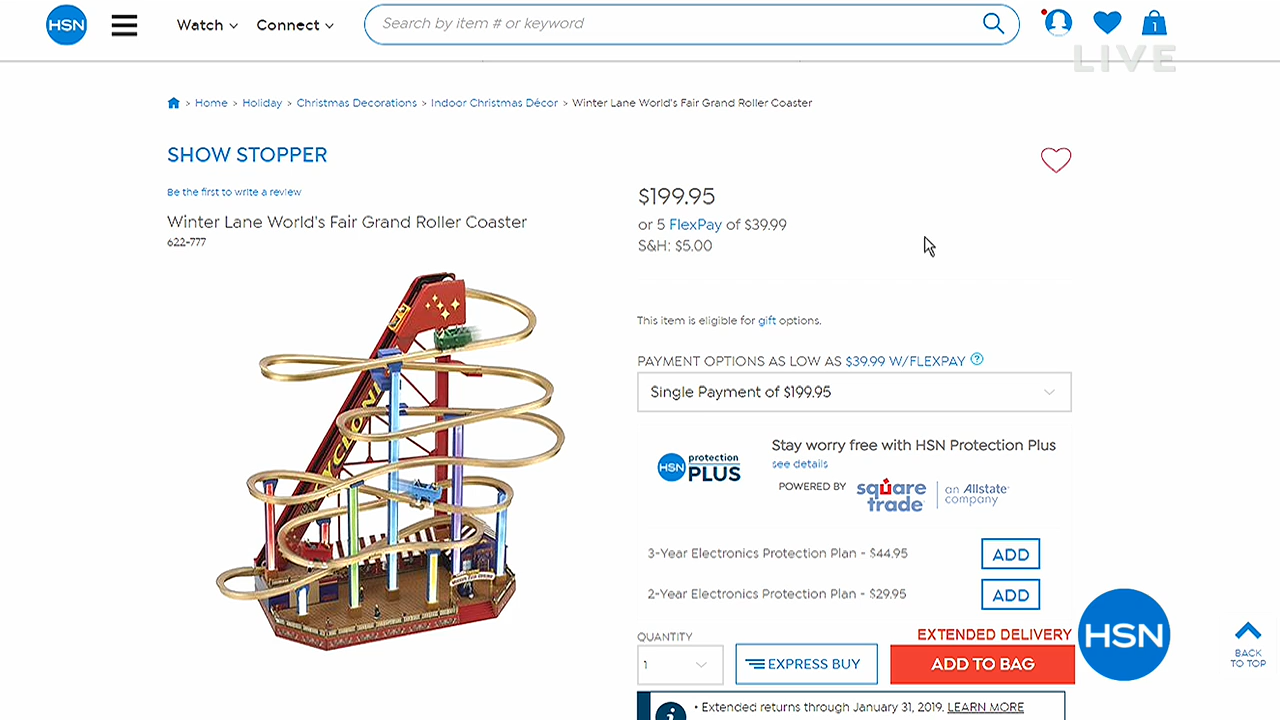 HSN
Watch
Connect
Search by item # or keyword
1
LIVE
> Home > Holiday > Christmas Decorations > Indoor Christmas Décor > Winter Lane World's Fair Grand Roller Coaster
SHOW STOPPER
Be the first to write a review
Winter Lane World's Fair Grand Roller Coaster
622-777
$199.95
or 5 FlexPay of $39.99
S&H: $5.00
This item is eligible for gift options.
PAYMENT OPTIONS AS LOW AS $39.99 W/FLEXPAY ?
Single Payment of $199.95
HSN protection PLUS
Stay worry free with HSN Protection Plus
see details
POWERED BY square trade an Allstate company
3-Year Electronics Protection Plan - $44.95 ADD
2-Year Electronics Protection Plan - $29.95 ADD
QUANTITY
1
EXPRESS BUY
EXTENDED DELIVERY
ADD TO BAG
HSN
BACK
TO TOP
• Extended returns through January 31, 2019. LEARN MORE